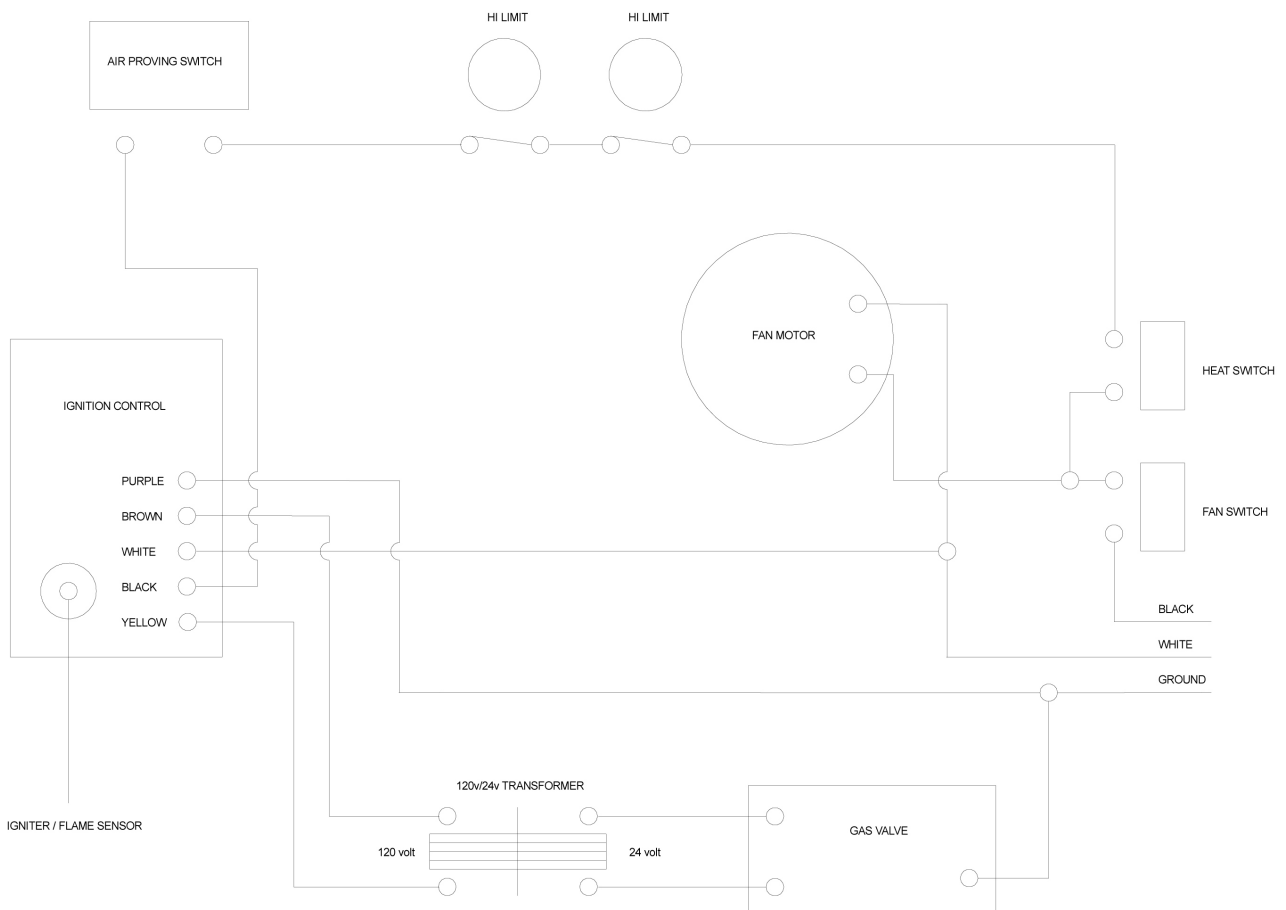 HI LIMIT
HI LIMIT
AIR PROVING SWITCH
FAN MOTOR
HEAT SWITCH
IGNITION CONTROL
PURPLE
BROWN
WHITE
BLACK
YELLOW
FAN SWITCH
BLACK
WHITE
GROUND
IGNITER / FLAME SENSOR
120v/24v TRANSFORMER
120 volt
24 volt
GAS VALVE